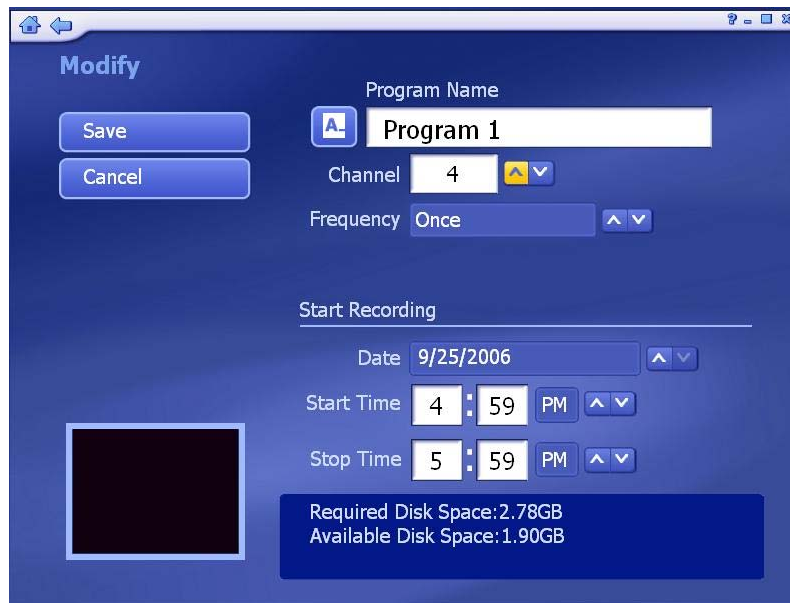 Modify
Save
Cancel
Program Name
A_
Program 1
Channel 4
Frequency Once
Start Recording
Date 9/25/2006
Start Time 4 : 59 PM
Stop Time 5 : 59 PM
Required Disk Space:2.78GB
Available Disk Space:1.90GB